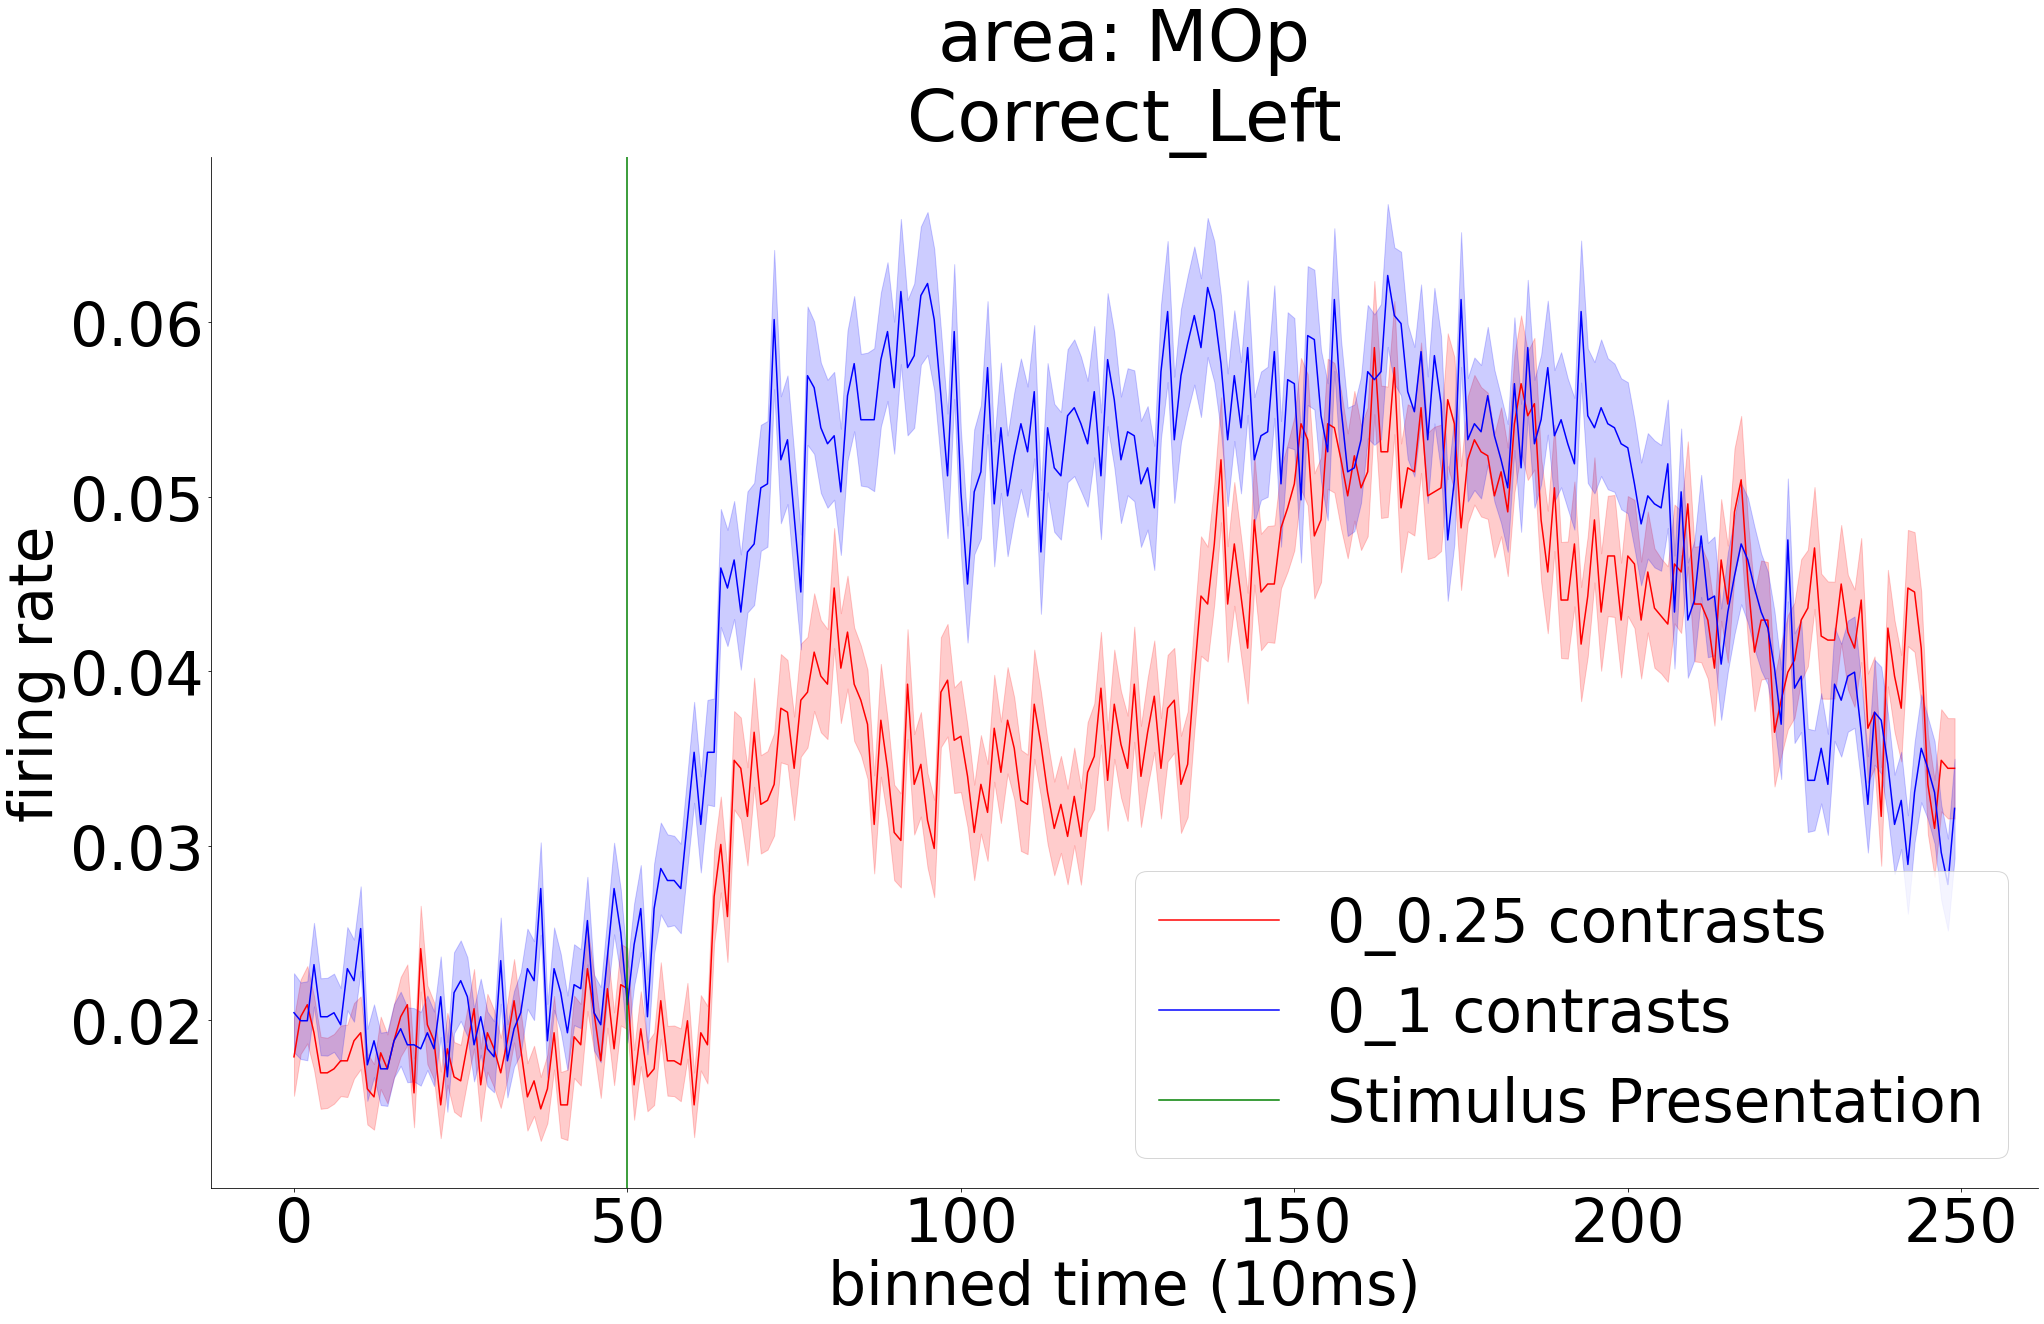 area: MOp
Correct_Left
firing rate
0.06
0.05
0.04
0.03
0.02
0_0.25 contrasts
0_1 contrasts
Stimulus Presentation
0 50 100 150 200 250
binned time (10ms)